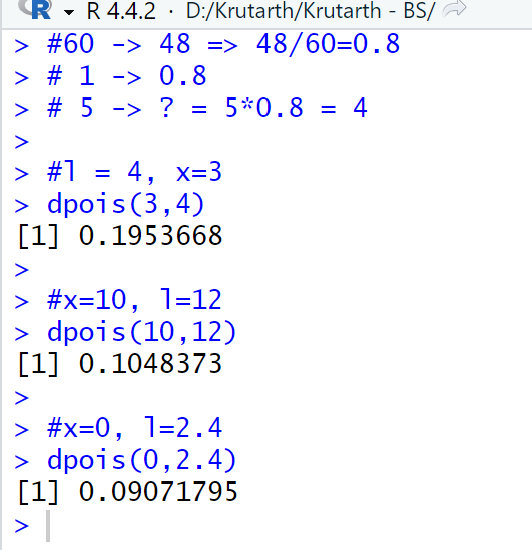 R 4.4.2 · D:/Krutarth/Krutarth - BS/
> #60 -> 48 => 48/60=0.8
> # 1 -> 0.8
> # 5 -> ? = 5*0.8 = 4
>
> #l = 4, x=3
> dpois(3,4)
[1] 0.1953668
>
> #x=10, l=12
> dpois(10,12)
[1] 0.1048373
>
> #x=0, l=2.4
> dpois(0,2.4)
[1] 0.09071795
>